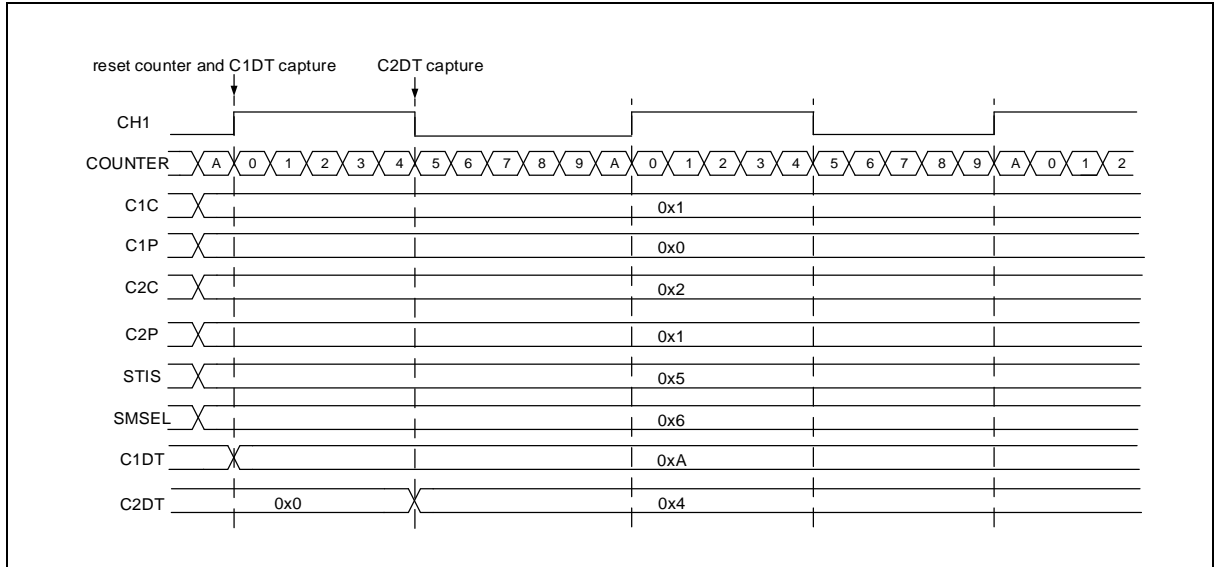 reset counter and C1DT capture C2DT capture
CH1
COUNTER A 0 1 2 3 4 5 6 7 8 9 A 0 1 2 3 4 5 6 7 8 9 A 0 1 2
C1C 0x1
C1P 0x0
C2C 0x2
C2P 0x1
STIS 0x5
SMSEL 0x6
C1DT 0xA
C2DT 0x0 0x4